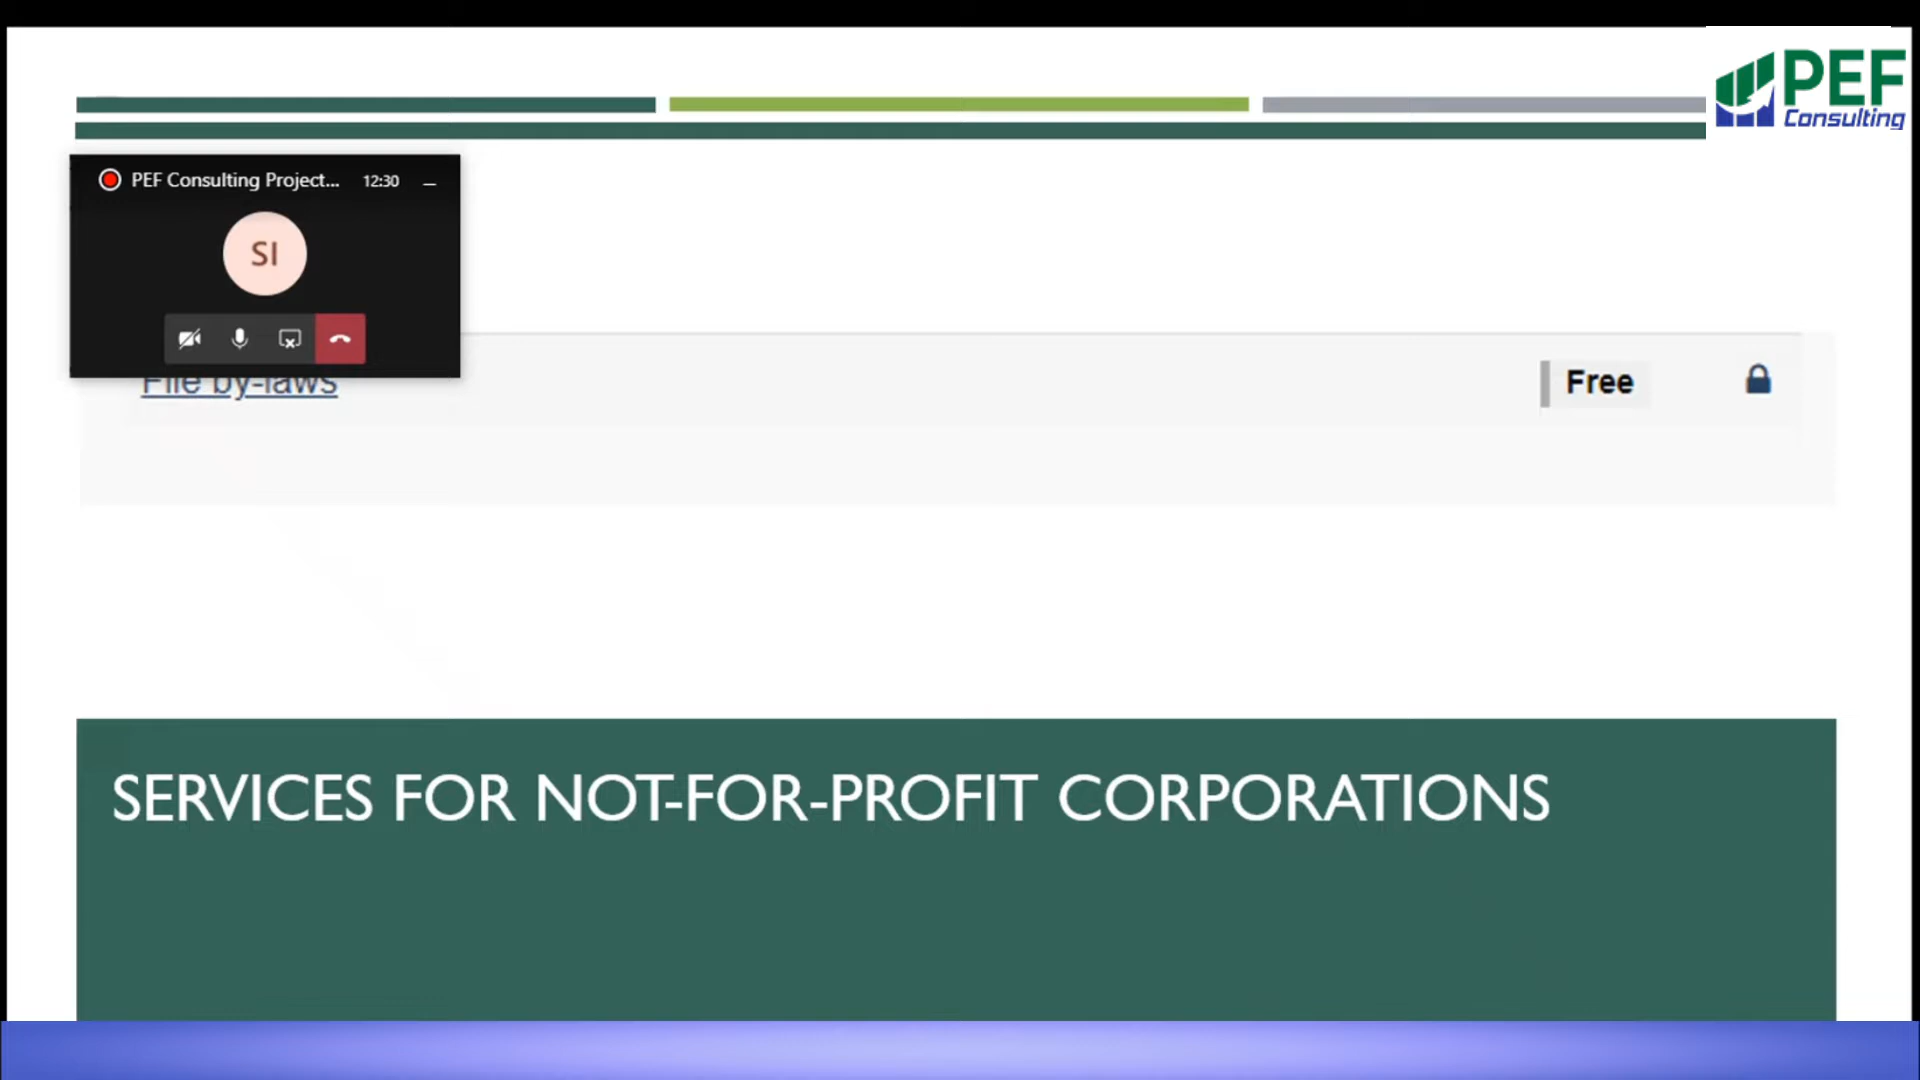 PEF
Consulting
PEF Consulting Project... 12:30
SI
File by-laws Free
SERVICES FOR NOT-FOR-PROFIT CORPORATIONS